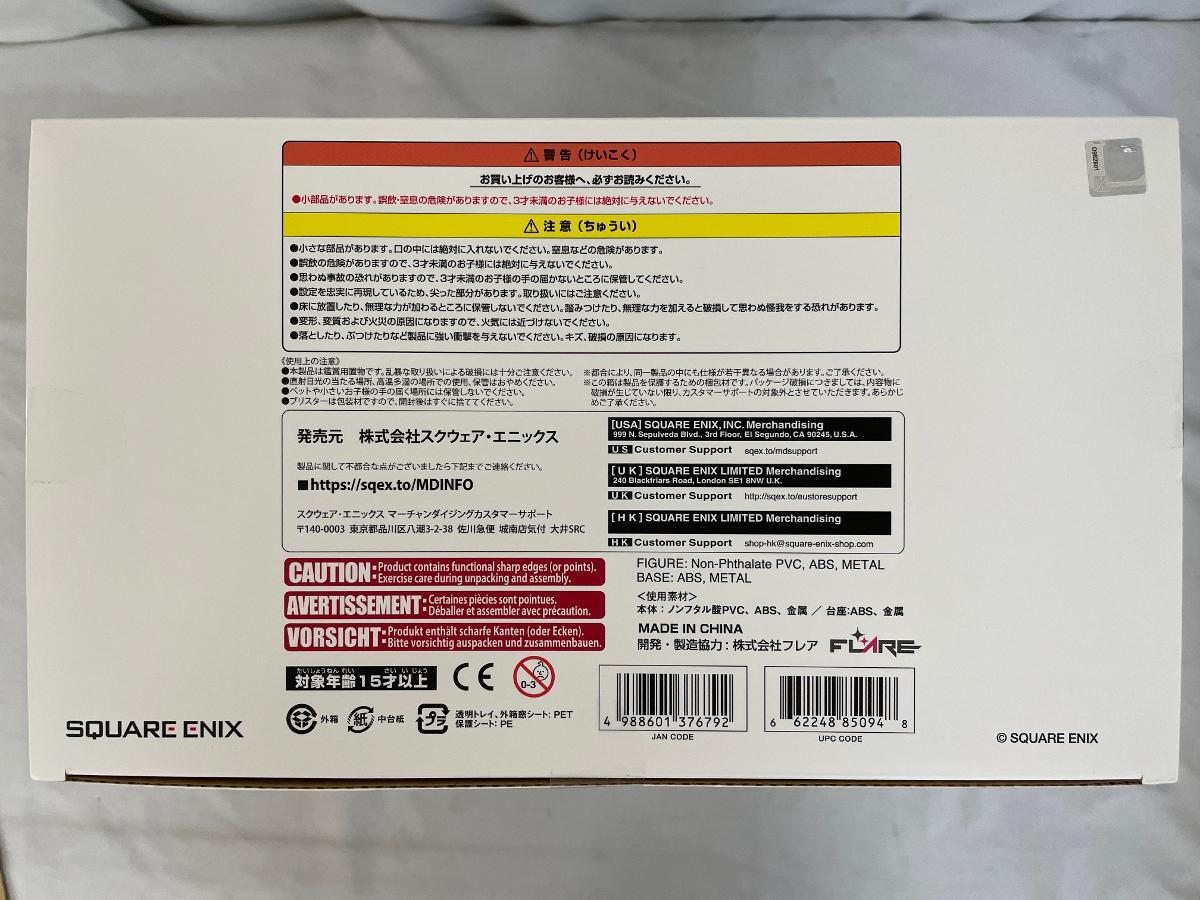 ⚠警告（けいこく）
お買い上げのお客様へ、必ずお読みください。
●小部品があります。誤飲・窒息の危険がありますので、3才未満のお子様には絶対に与えないでください。
⚠注意（ちゅうい）
●小さな部品があります。口の中には絶対に入れないでください。窒息などの危険があります。
●誤飲の危険がありますので、3才未満のお子様には絶対に与えないでください。
●思わぬ事故の恐れがありますので、3才未満のお子様の手の届かないところに保管してください。
●設定を忠実に再現しているため、尖った部分があります。取り扱いにはご注意ください。
●床に放置したり、無理な力が加わるところに保管しないでください。踏みつけたり、無理な力を加えると破損して思わぬ怪我をする恐れがあります。
●変形、変質および火災の原因になりますので、火気には近づけないでください。
●落としたり、ぶつけたりなど製品に強い衝撃を与えないでください。キズ、破損の原因になります。
《使用上の注意》
●本製品は鑑賞用置物です。乱暴な取り扱いによる破損には十分ご注意ください。
●直射日光の当たる場所、高温多湿の場所での使用、保管はおやめください。
●ペットや小さいお子様の手の届く場所には保管しないでください。
●ブリスターは包装材ですので、開封後はすぐに捨ててください。
※都合により、同一製品の中にも仕様が若干異なる場合があります。ご了承ください。
※この箱は製品を保護するための梱包材です。パッケージ破損につきましては、内容物に
破損が生じていない限り、カスタマーサポートの対象外とさせていただきます。あらかじ
めご了承ください。
発売元 株式会社スクウェア・エニックス
製品に関して不都合な点がございましたら下記までご連絡ください。
■https://sqex.to/MDINFO
スクウェア・エニックス マーチャンダイジングカスタマーサポート
〒140-0003 東京都品川区八潮3-2-38 佐川急便 城南店気付 大井SRC
[USA] SQUARE ENIX, INC. Merchandising
999 N. Sepulveda Blvd., 3rd Floor, El Segundo, CA 90245, U.S.A.
US Customer Support sqex.to/mdsupport
[UK] SQUARE ENIX LIMITED Merchandising
240 Blackfriars Road, London SE1 8NW U.K.
UK Customer Support http://sqex.to/eustoresupport
[HK] SQUARE ENIX LIMITED Merchandising
HK Customer Support shop-hk@square-enix-shop.com
CAUTION: Product contains functional sharp edges (or points).
Exercise care during unpacking and assembly.
AVERTISSEMENT: Certaines pièces sont pointues.
Déballer et assembler avec précaution.
VORSICHT: Produkt enthält scharfe Kanten (oder Ecken).
Bitte vorsichtig auspacken und zusammenbauen.
FIGURE: Non-Phthalate PVC, ABS, METAL
BASE: ABS, METAL
＜使用素材＞
本体：ノンフタル酸PVC、ABS、金属 ／ 台座：ABS、金属
MADE IN CHINA
開発・製造協力：株式会社フレア FLARE
たいしょうねんれい さいいじょう
対象年齢15才以上
CE
0-3
外箱
紙 中台紙
プラ 透明トレイ、外箱窓シート：PET
保護シート：PE
4 988601 376792
JAN CODE
6 62248 85094 8
UPC CODE
SQUARE ENIX
© SQUARE ENIX